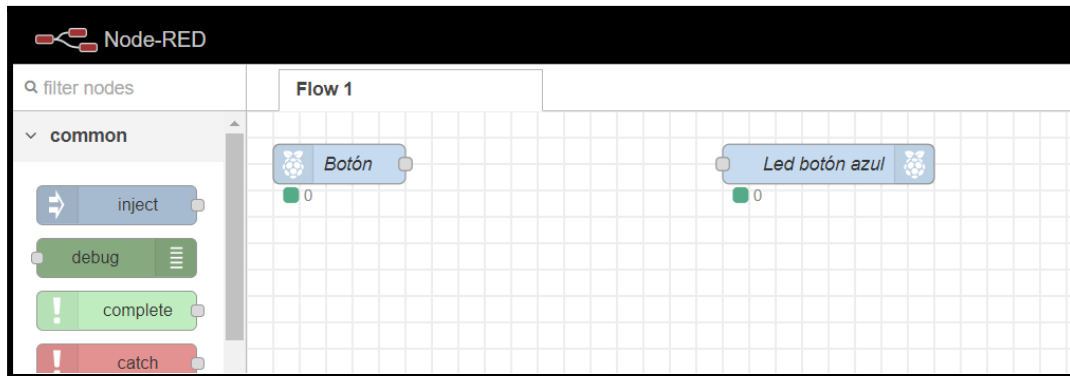 Node-RED
filter nodes
Flow 1
common
Botón
Led botón azul
0
0
inject
debug
complete
catch